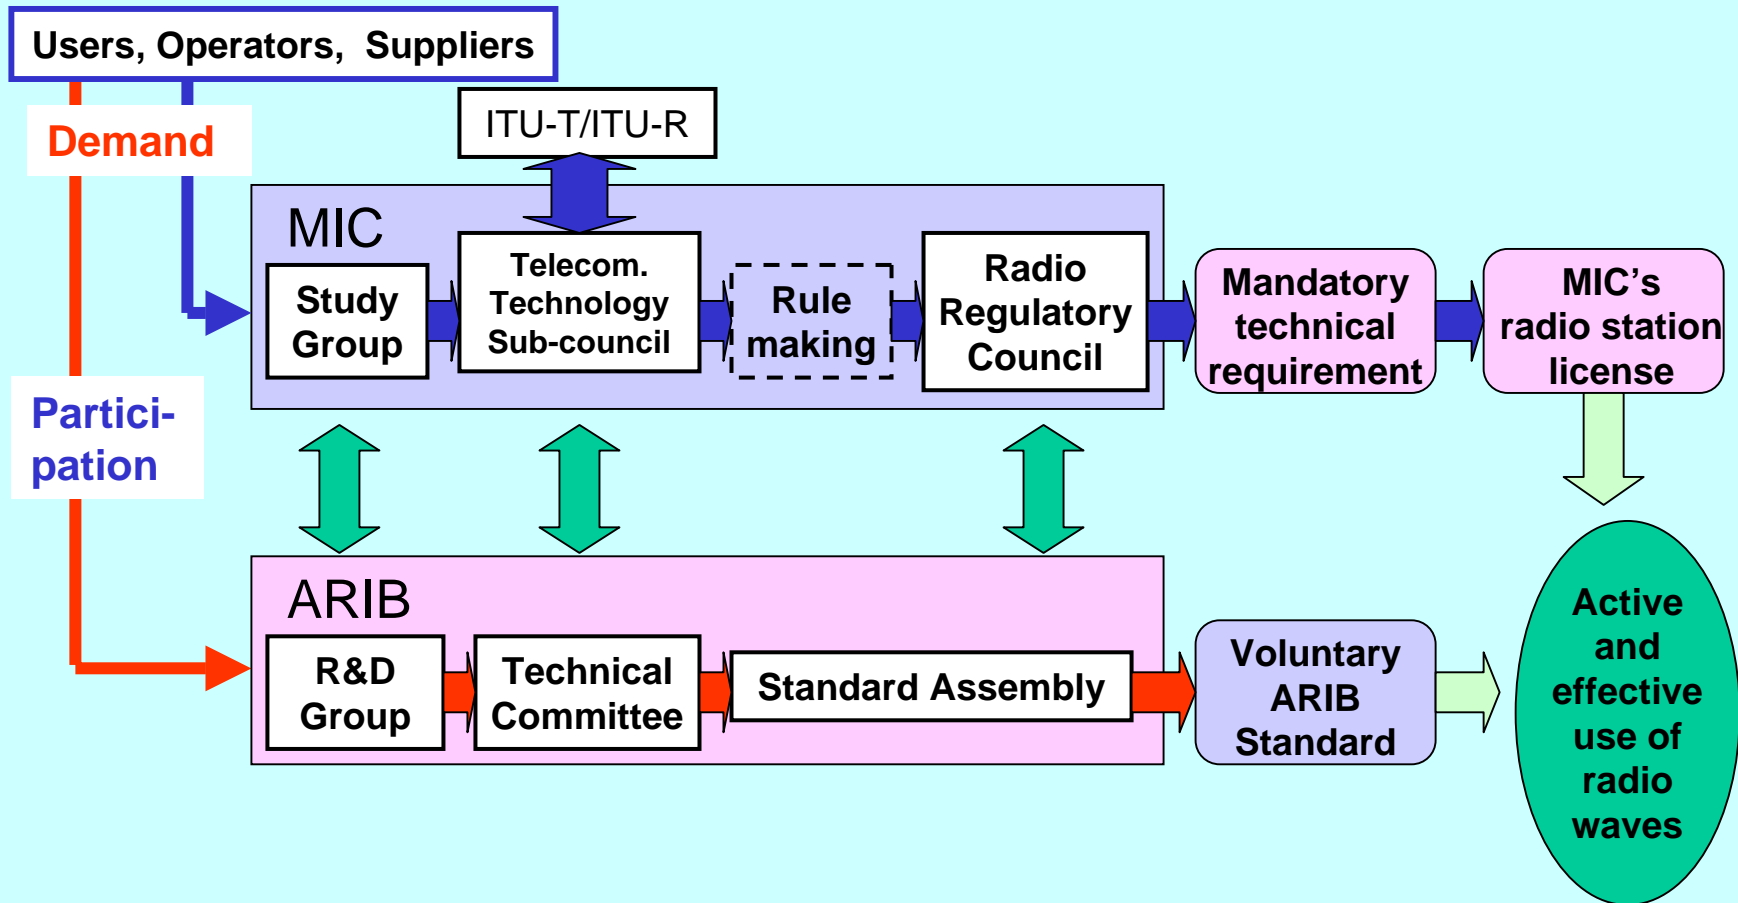 Users, Operators, Suppliers
Demand
ITU-T/ITU-R
MIC
Study
Group
Telecom.
Technology
Sub-council
Rule
making
Radio
Regulatory
Council
Mandatory
technical
requirement
MIC’s
radio station
license
Partici-
pation
ARIB
R&D
Group
Technical
Committee
Standard Assembly
Voluntary
ARIB
Standard
Active
and
effective
use of
radio
waves